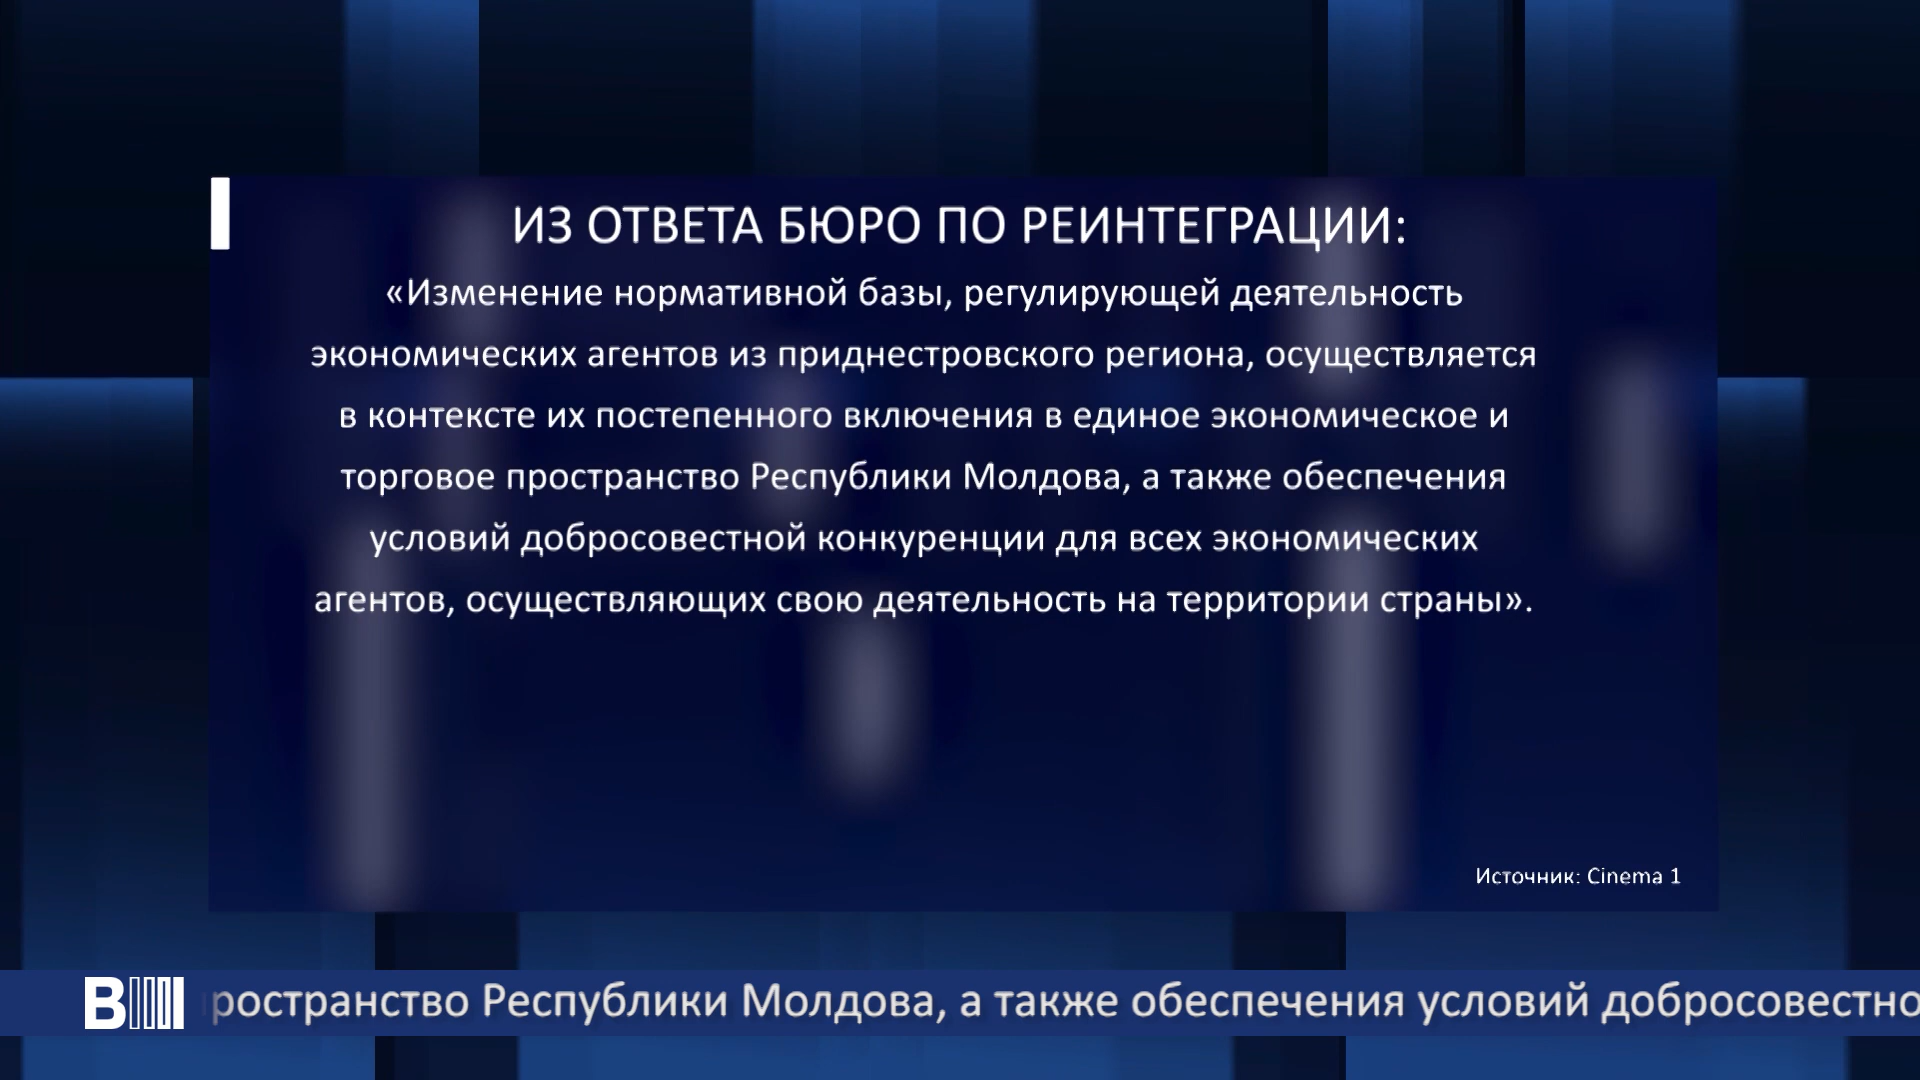 ИЗ ОТВЕТА БЮРО ПО РЕИНТЕГРАЦИИ:
«Изменение нормативной базы, регулирующей деятельность
экономических агентов из приднестровского региона, осуществляется
в контексте их постепенного включения в единое экономическое и
торговое пространство Республики Молдова, а также обеспечения
условий добросовестной конкуренции для всех экономических
агентов, осуществляющих свою деятельность на территории страны».
Источник: Cinema 1
В ространство Республики Молдова, а также обеспечения условий добросовестно